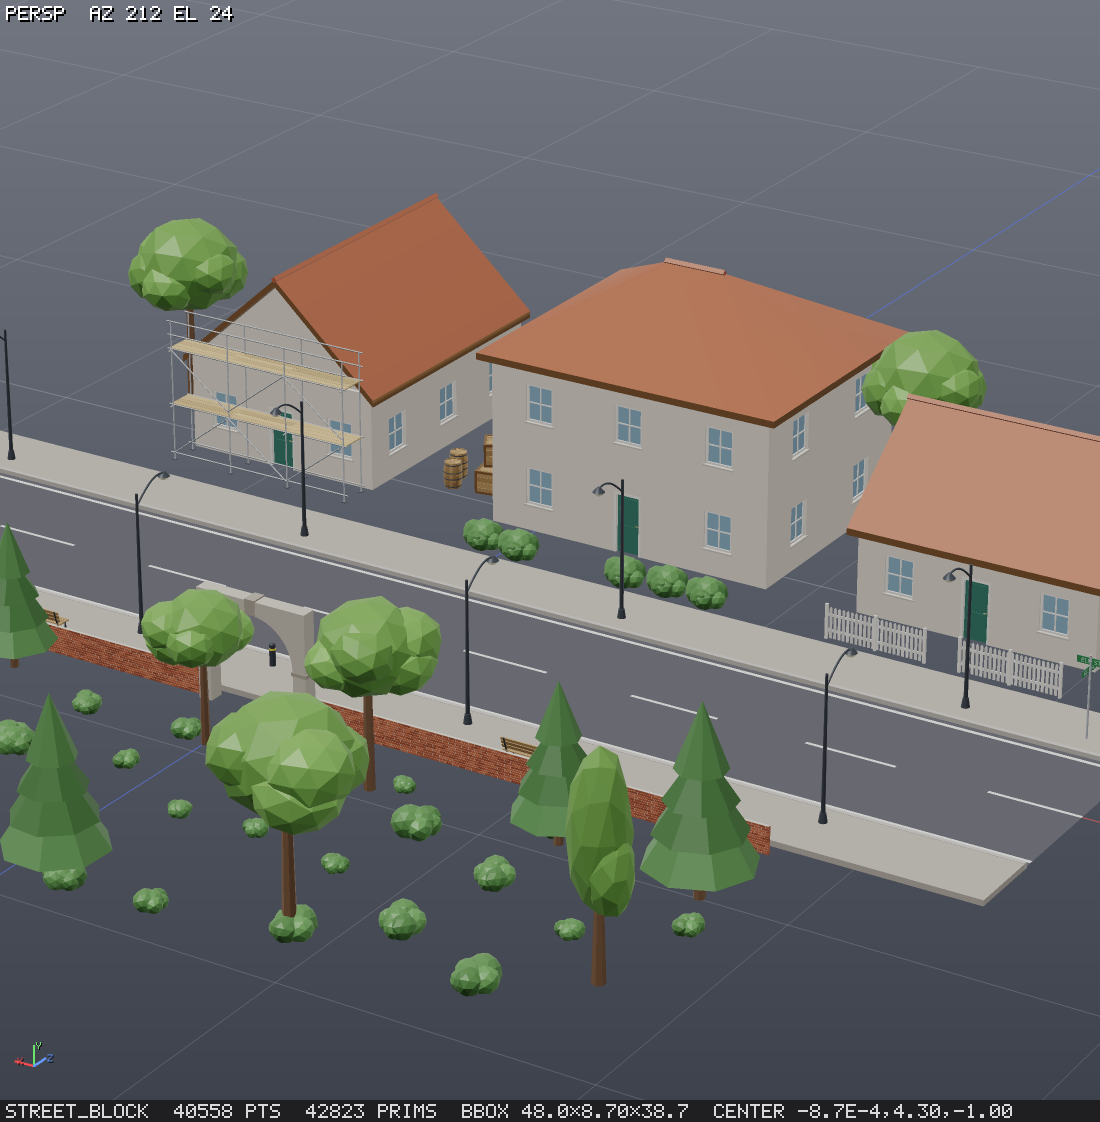 PERSP  AZ 212 EL 24
Y
Z
STREET_BLOCK  40558 PTS  42823 PRIMS  BBOX 48.0×8.70×38.7  CENTER -8.7E-4,4.30,-1.00